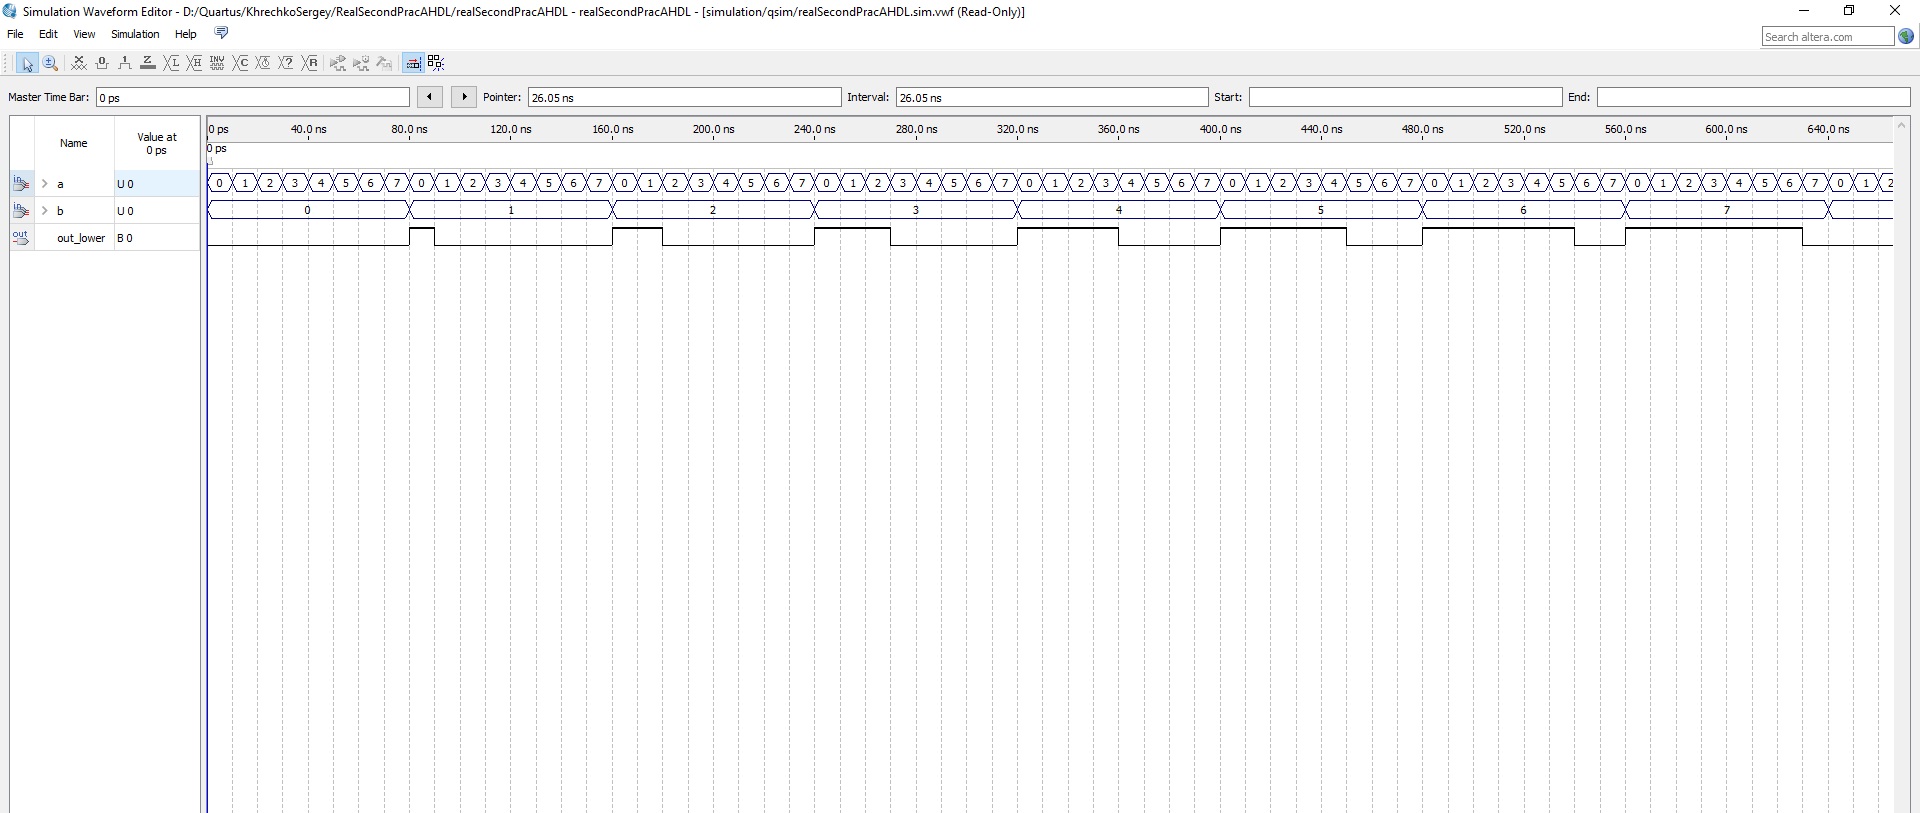 Simulation Waveform Editor - D:/Quartus/KhrechkoSergey/RealSecondPracAHDL/realSecondPracAHDL - realSecondPracAHDL - [simulation/qsim/realSecondPracAHDL.sim.vwf (Read-Only)]
File Edit View Simulation Help
Search altera.com
Master Time Bar: 0 ps Pointer: 26.05 ns Interval: 26.05 ns Start: End:
Name Value at 0 ps
0 ps 40.0 ns 80.0 ns 120.0 ns 160.0 ns 200.0 ns 240.0 ns 280.0 ns 320.0 ns 360.0 ns 400.0 ns 440.0 ns 480.0 ns 520.0 ns 560.0 ns 600.0 ns 640.0 ns
0 ps
in a U 0 0 1 2 3 4 5 6 7 0 1 2 3 4 5 6 7 0 1 2 3 4 5 6 7 0 1 2 3 4 5 6 7 0 1 2 3 4 5 6 7 0 1 2 3 4 5 6 7 0 1 2 3 4 5 6 7 0 1 2 3 4 5 6 7 0 1 2
in b U 0 0 1 2 3 4 5 6 7
out out_lower B 0